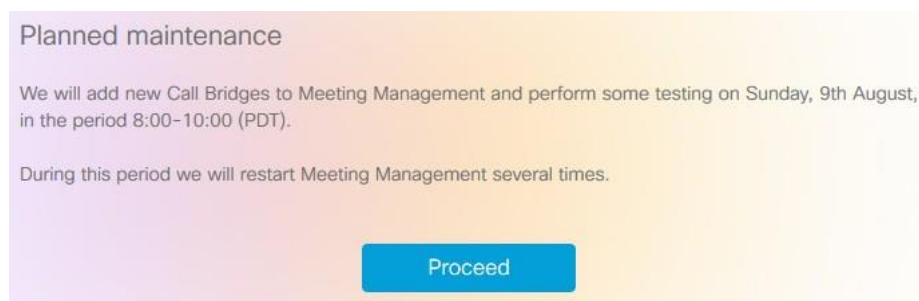 Planned maintenance
We will add new Call Bridges to Meeting Management and perform some testing on Sunday, 9th August,
in the period 8:00-10:00 (PDT).
During this period we will restart Meeting Management several times.
Proceed